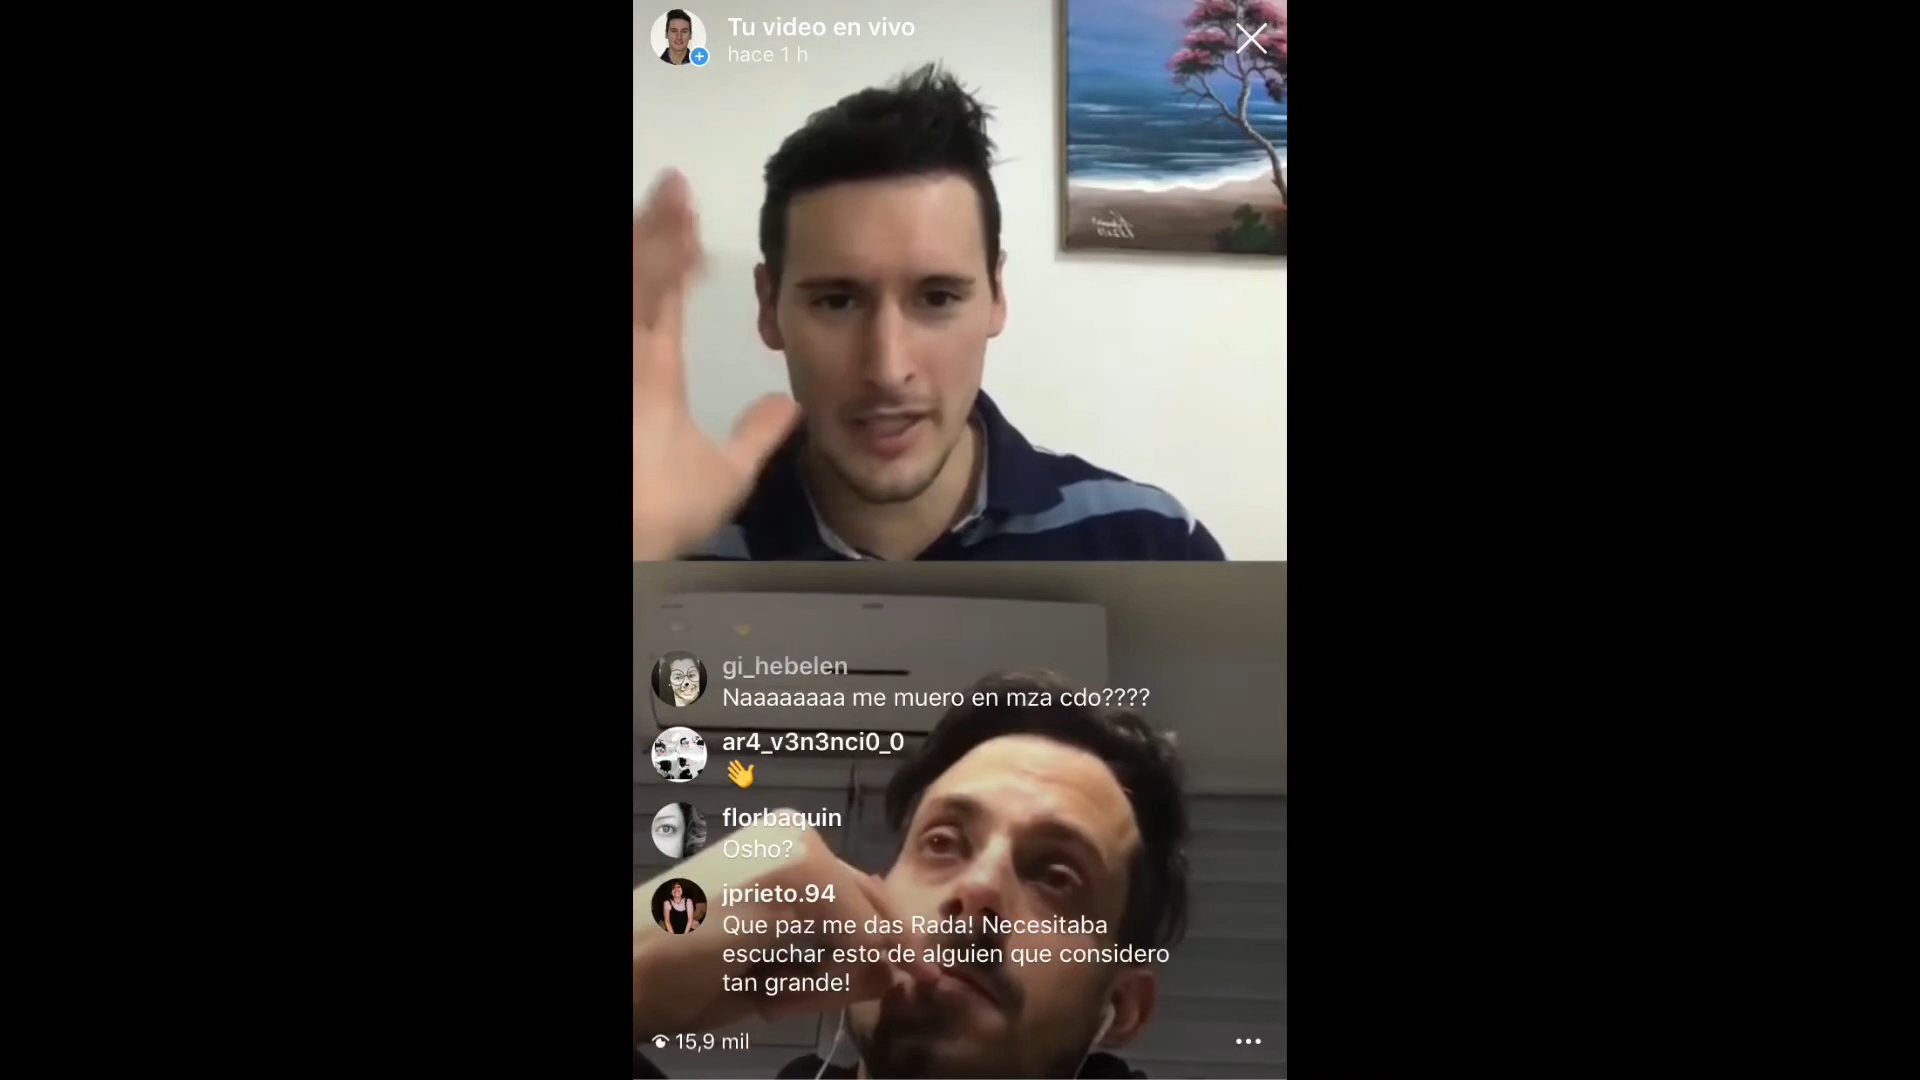 Tu video en vivo
hace 1 h
gi_hebelen
Naaaaaaaa me muero en mza cdo????
ar4_v3n3nci0_0
👋
florbaquin
Osho?
jprieto.94
Que paz me das Rada! Necesitaba
escuchar esto de alguien que considero
tan grande!
15,9 mil